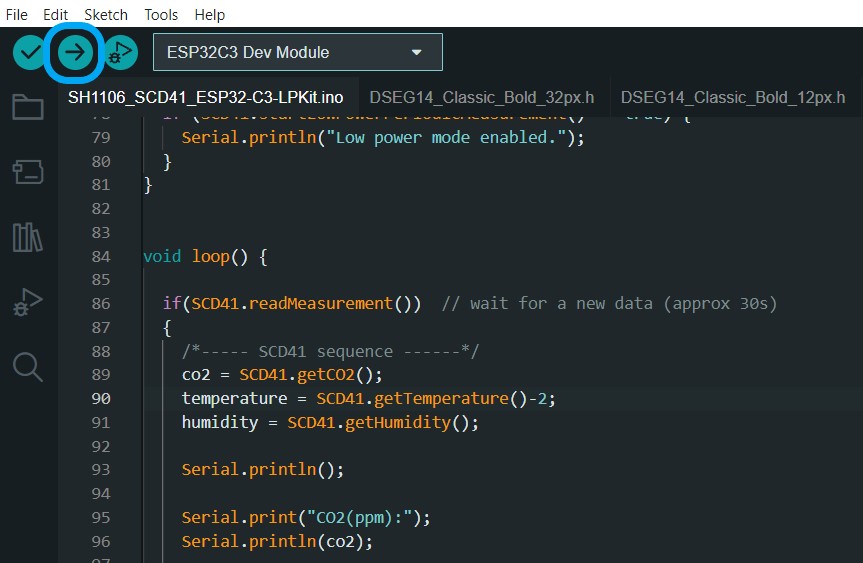 File Edit Sketch Tools Help
ESP32C3 Dev Module
SH1106_SCD41_ESP32-C3-LPKit.ino DSEG14_Classic_Bold_32px.h DSEG14_Classic_Bold_12px.h
79 Serial.println("Low power mode enabled.");
80 }
81 }
82
83
84 void loop() {
85
86 if(SCD41.readMeasurement()) // wait for a new data (approx 30s)
87 {
88 /*----- SCD41 sequence ------*/
89 co2 = SCD41.getCO2();
90 temperature = SCD41.getTemperature()-2;
91 humidity = SCD41.getHumidity();
92
93 Serial.println();
94
95 Serial.print("CO2(ppm):");
96 Serial.println(co2);